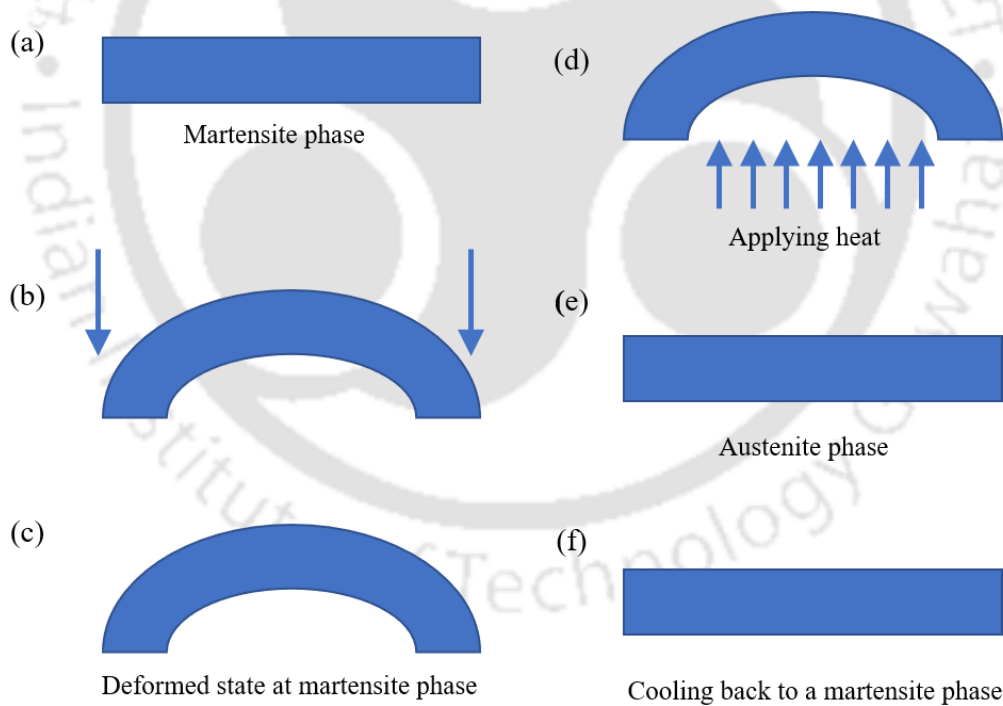 (a)
Martensite phase
(b)
(c)
Deformed state at martensite phase
(d)
Applying heat
(e)
Austenite phase
(f)
Cooling back to a martensite phase
Indian Institute of Technology Guwahati